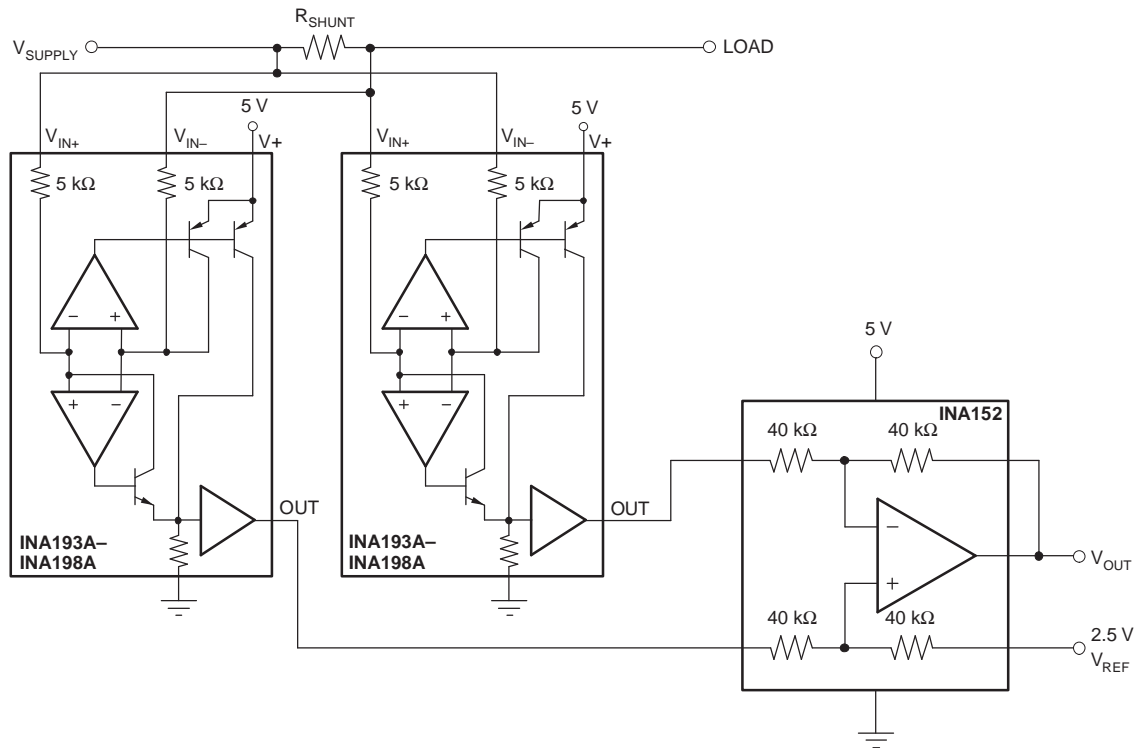 R_SHUNT
V_SUPPLY
LOAD
5 V
5 V
V_IN+
V_IN–
V+
V_IN+
V_IN–
V+
5 kΩ
5 kΩ
5 kΩ
5 kΩ
–
+
–
+
+
–
+
–
5 V
INA152
40 kΩ
40 kΩ
OUT
OUT
INA193A–
INA198A
INA193A–
INA198A
–
+
V_OUT
40 kΩ
40 kΩ
2.5 V
V_REF